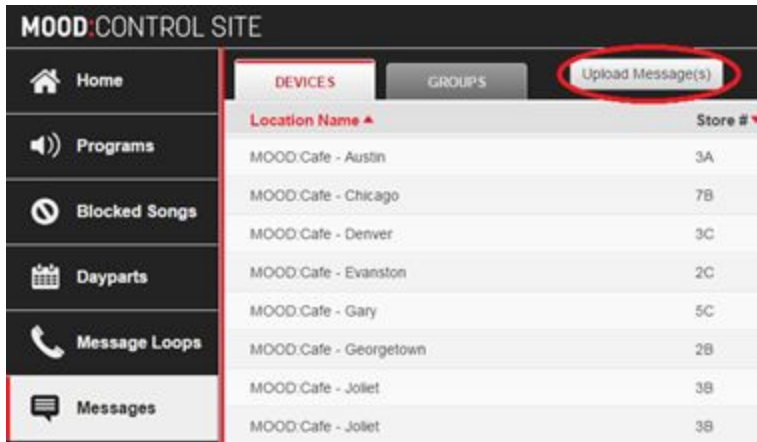 MOOD:CONTROL SITE
Home
Programs
Blocked Songs
Dayparts
Message Loops
Messages
DEVICES GROUPS Upload Message(s)
Location Name Store #
MOOD:Cafe - Austin 3A
MOOD:Cafe - Chicago 7B
MOOD:Cafe - Denver 3C
MOOD:Cafe - Evanston 2C
MOOD:Cafe - Gary 5C
MOOD:Cafe - Georgetown 2B
MOOD:Cafe - Joliet 3B
MOOD:Cafe - Joliet 3B